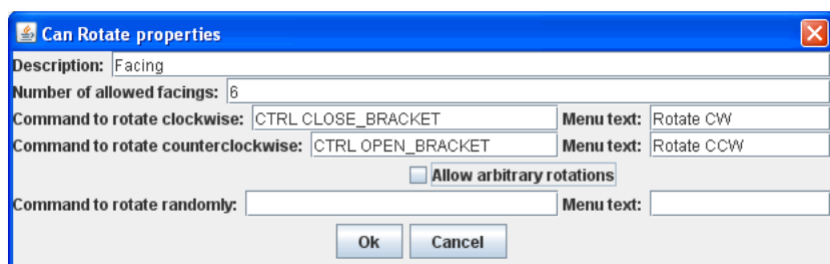 Can Rotate properties
Description: Facing
Number of allowed facings: 6
Command to rotate clockwise: CTRL CLOSE_BRACKET Menu text: Rotate CW
Command to rotate counterclockwise: CTRL OPEN_BRACKET Menu text: Rotate CCW
Allow arbitrary rotations
Command to rotate randomly: Menu text:
Ok Cancel